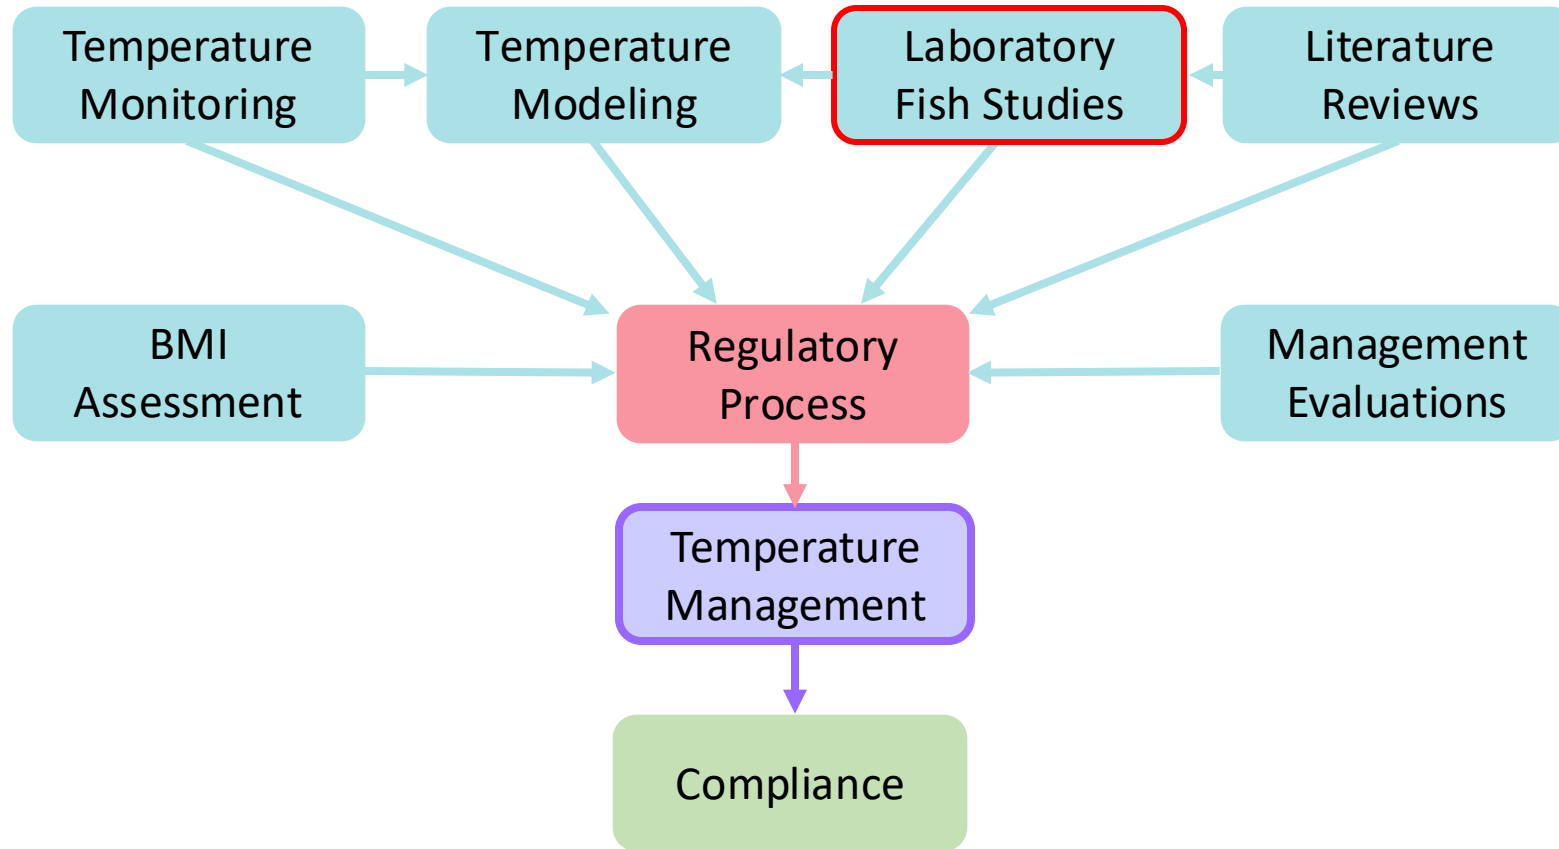 Temperature
Monitoring
Temperature
Modeling
Laboratory
Fish Studies
Literature
Reviews
BMI
Assessment
Regulatory
Process
Management
Evaluations
Temperature
Management
Compliance